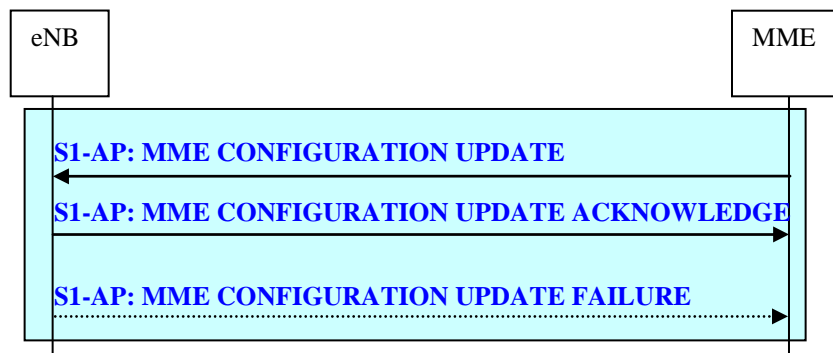 eNB
MME
S1-AP: MME CONFIGURATION UPDATE
S1-AP: MME CONFIGURATION UPDATE ACKNOWLEDGE
S1-AP: MME CONFIGURATION UPDATE FAILURE